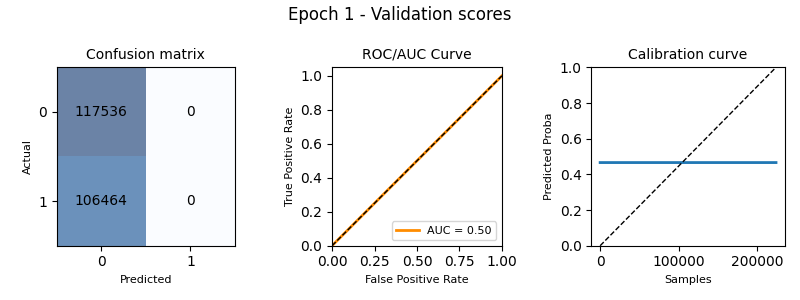 Epoch 1 - Validation scores
Confusion matrix
0
1
Actual
117536
0
106464
0
0
1
Predicted
ROC/AUC Curve
1.0
0.8
0.6
0.4
0.2
0.0
True Positive Rate
AUC = 0.50
0.00
0.25
0.50
0.75
1.00
False Positive Rate
Calibration curve
1.0
0.8
0.6
0.4
0.2
0.0
Predicted Proba
0
100000
200000
Samples